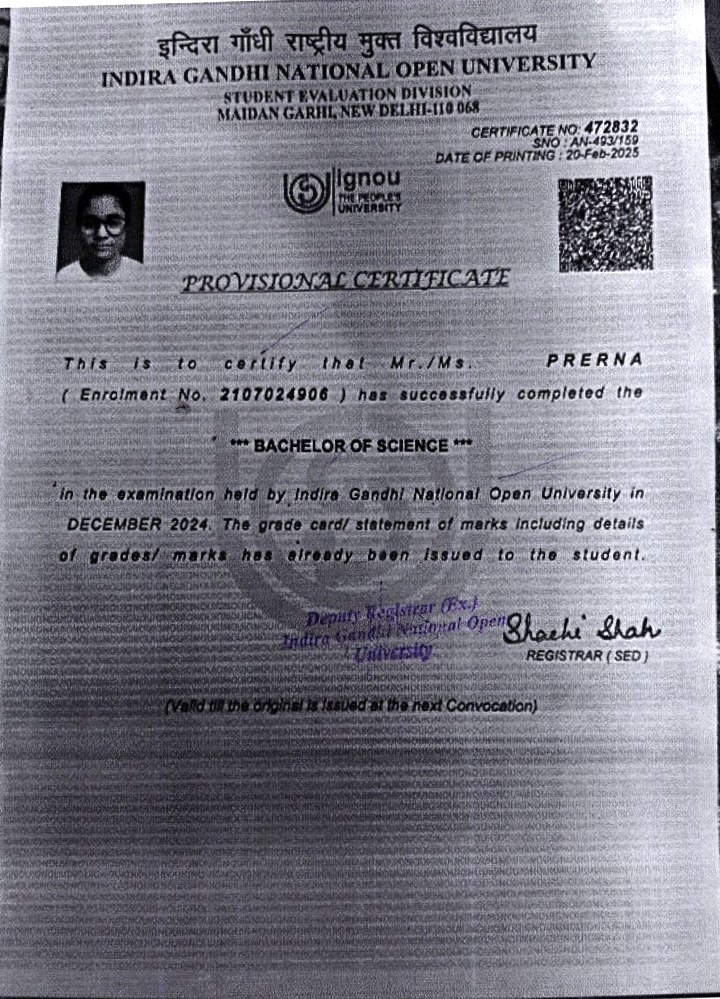 इन्दिरा गाँधी राष्ट्रीय मुक्त विश्वविद्यालय
INDIRA GANDHI NATIONAL OPEN UNIVERSITY
STUDENT EVALUATION DIVISION
MAIDAN GARHI, NEW DELHI-110 068
CERTIFICATE NO: 472832
SNO : AN-493/159
DATE OF PRINTING : 20-Feb-2025
ignou
THE PEOPLE'S
UNIVERSITY
PROVISIONAL CERTIFICATE
This is to certify that Mr./Ms. PRERNA
( Enrolment No. 2107024906 ) has successfully completed the
*** BACHELOR OF SCIENCE ***
in the examination held by Indira Gandhi National Open University in
DECEMBER 2024. The grade card/ statement of marks including details
of grades/ marks has already been issued to the student.
Deputy Registrar (Ex.)
Indira Gandhi National Open
University
Shachi Shah
REGISTRAR ( SED )
(Valid till the original is issued at the next Convocation)